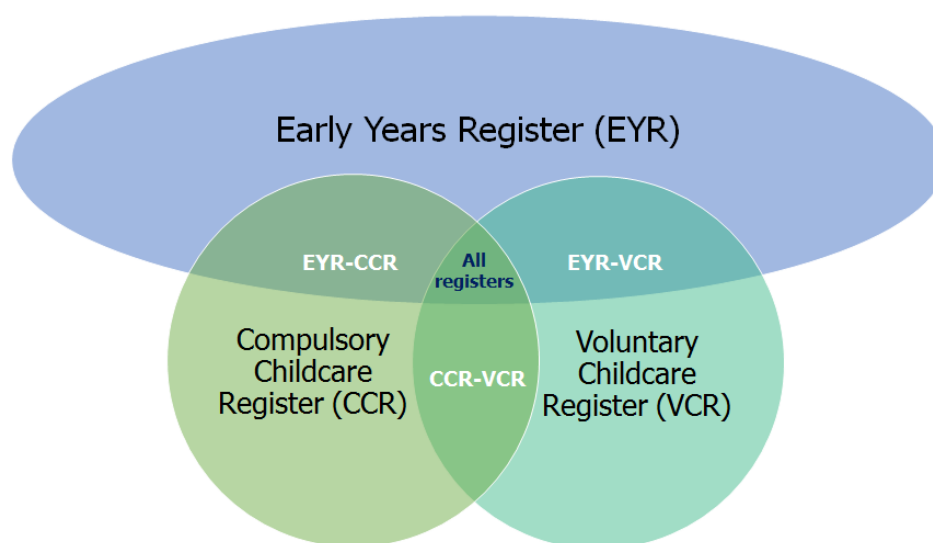 Early Years Register (EYR)
EYR-CCR
All
registers
EYR-VCR
Compulsory
Childcare
Register (CCR)
CCR-VCR
Voluntary
Childcare
Register (VCR)